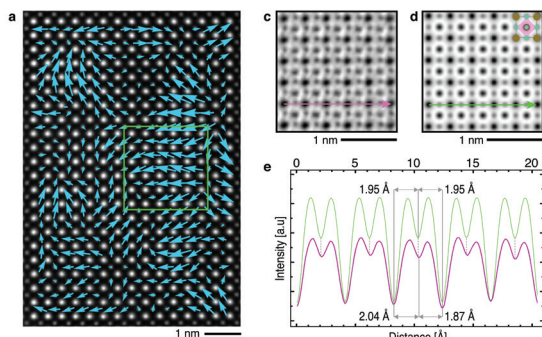 a
1 nm
c
1 nm
d
1 nm
e
1.95 Å 1.95 Å
Intensity [a.u]
2.04 Å 1.87 Å
0 5 10 15 20
Distance [Å]